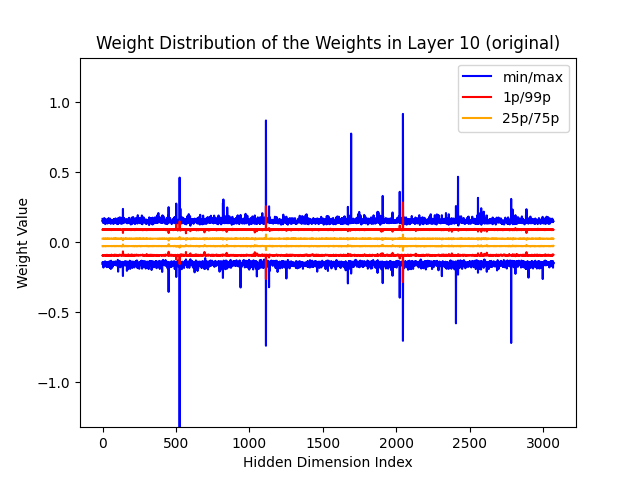 Weight Distribution of the Weights in Layer 10 (original)
min/max
1p/99p
25p/75p
Weight Value
1.0
0.5
0.0
−0.5
−1.0
0 500 1000 1500 2000 2500 3000
Hidden Dimension Index